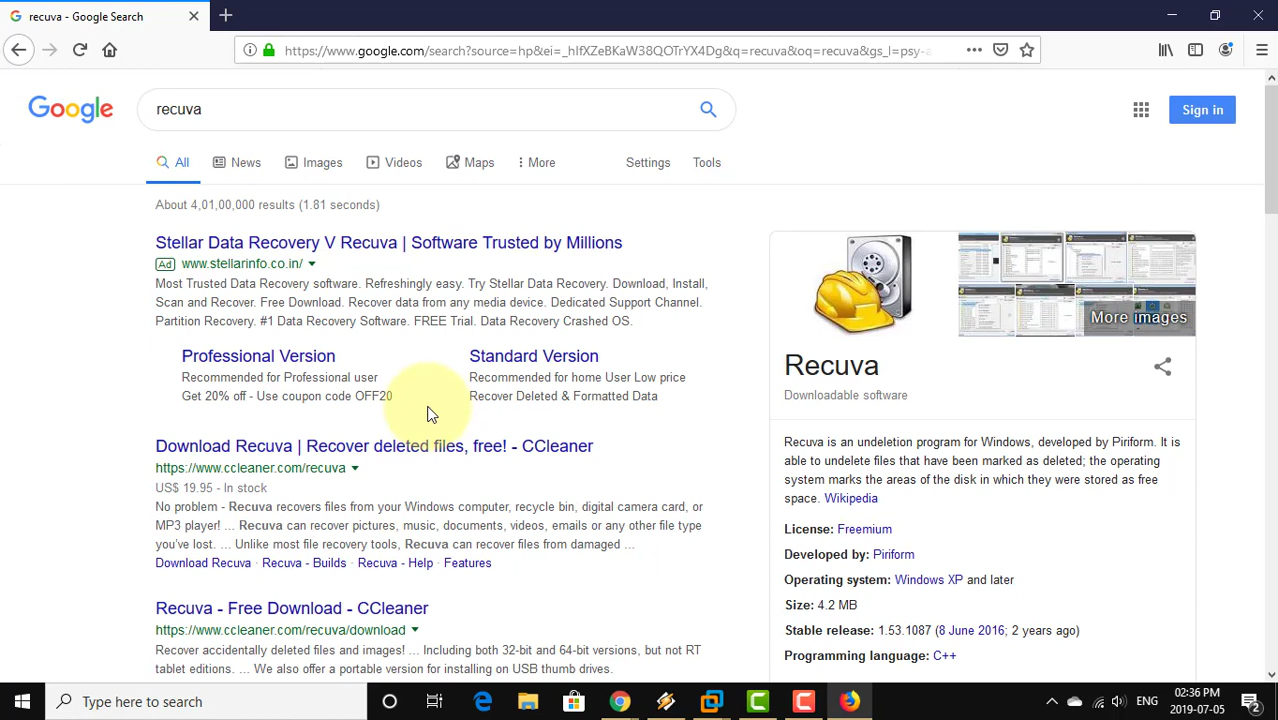 recuva - Google Search
https://www.google.com/search?source=hp&ei=_hIfXZeBKaW38QOTrYX4Dg&q=recuva&oq=recuva&gs_l=psy-a
Google
recuva
Sign in
All
News
Images
Videos
Maps
More
Settings
Tools
About 4,01,00,000 results (1.81 seconds)
Stellar Data Recovery V Recuva | Software Trusted by Millions
Ad www.stellarinfo.co.in/
Most Trusted Data Recovery software. Refreshingly easy. Try Stellar Data Recovery. Download, Install,
Scan and Recover. Free Download. Recover data from any media device. Dedicated Support Channel.
Partition Recovery. #1 Data Recovery Software. FREE Trial. Data Recovery Crashed OS.
Professional Version
Recommended for Professional user
Get 20% off - Use coupon code OFF20
Standard Version
Recommended for home User Low price
Recover Deleted & Formatted Data
Download Recuva | Recover deleted files, free! - CCleaner
https://www.ccleaner.com/recuva
US$ 19.95 - In stock
No problem - Recuva recovers files from your Windows computer, recycle bin, digital camera card, or
MP3 player! ... Recuva can recover pictures, music, documents, videos, emails or any other file type
you've lost. ... Unlike most file recovery tools, Recuva can recover files from damaged ...
Download Recuva · Recuva - Builds · Recuva - Help · Features
Recuva - Free Download - CCleaner
https://www.ccleaner.com/recuva/download
Recover accidentally deleted files and images! ... Including both 32-bit and 64-bit versions, but not RT
tablet editions. ... We also offer a portable version for installing on USB thumb drives.
More images
Recuva
Downloadable software
Recuva is an undeletion program for Windows, developed by Piriform. It is
able to undelete files that have been marked as deleted; the operating
system marks the areas of the disk in which they were stored as free
space. Wikipedia
License: Freemium
Developed by: Piriform
Operating system: Windows XP and later
Size: 4.2 MB
Stable release: 1.53.1087 (8 June 2016; 2 years ago)
Programming language: C++
Type here to search
ENG
02:36 PM
2019-07-05
2